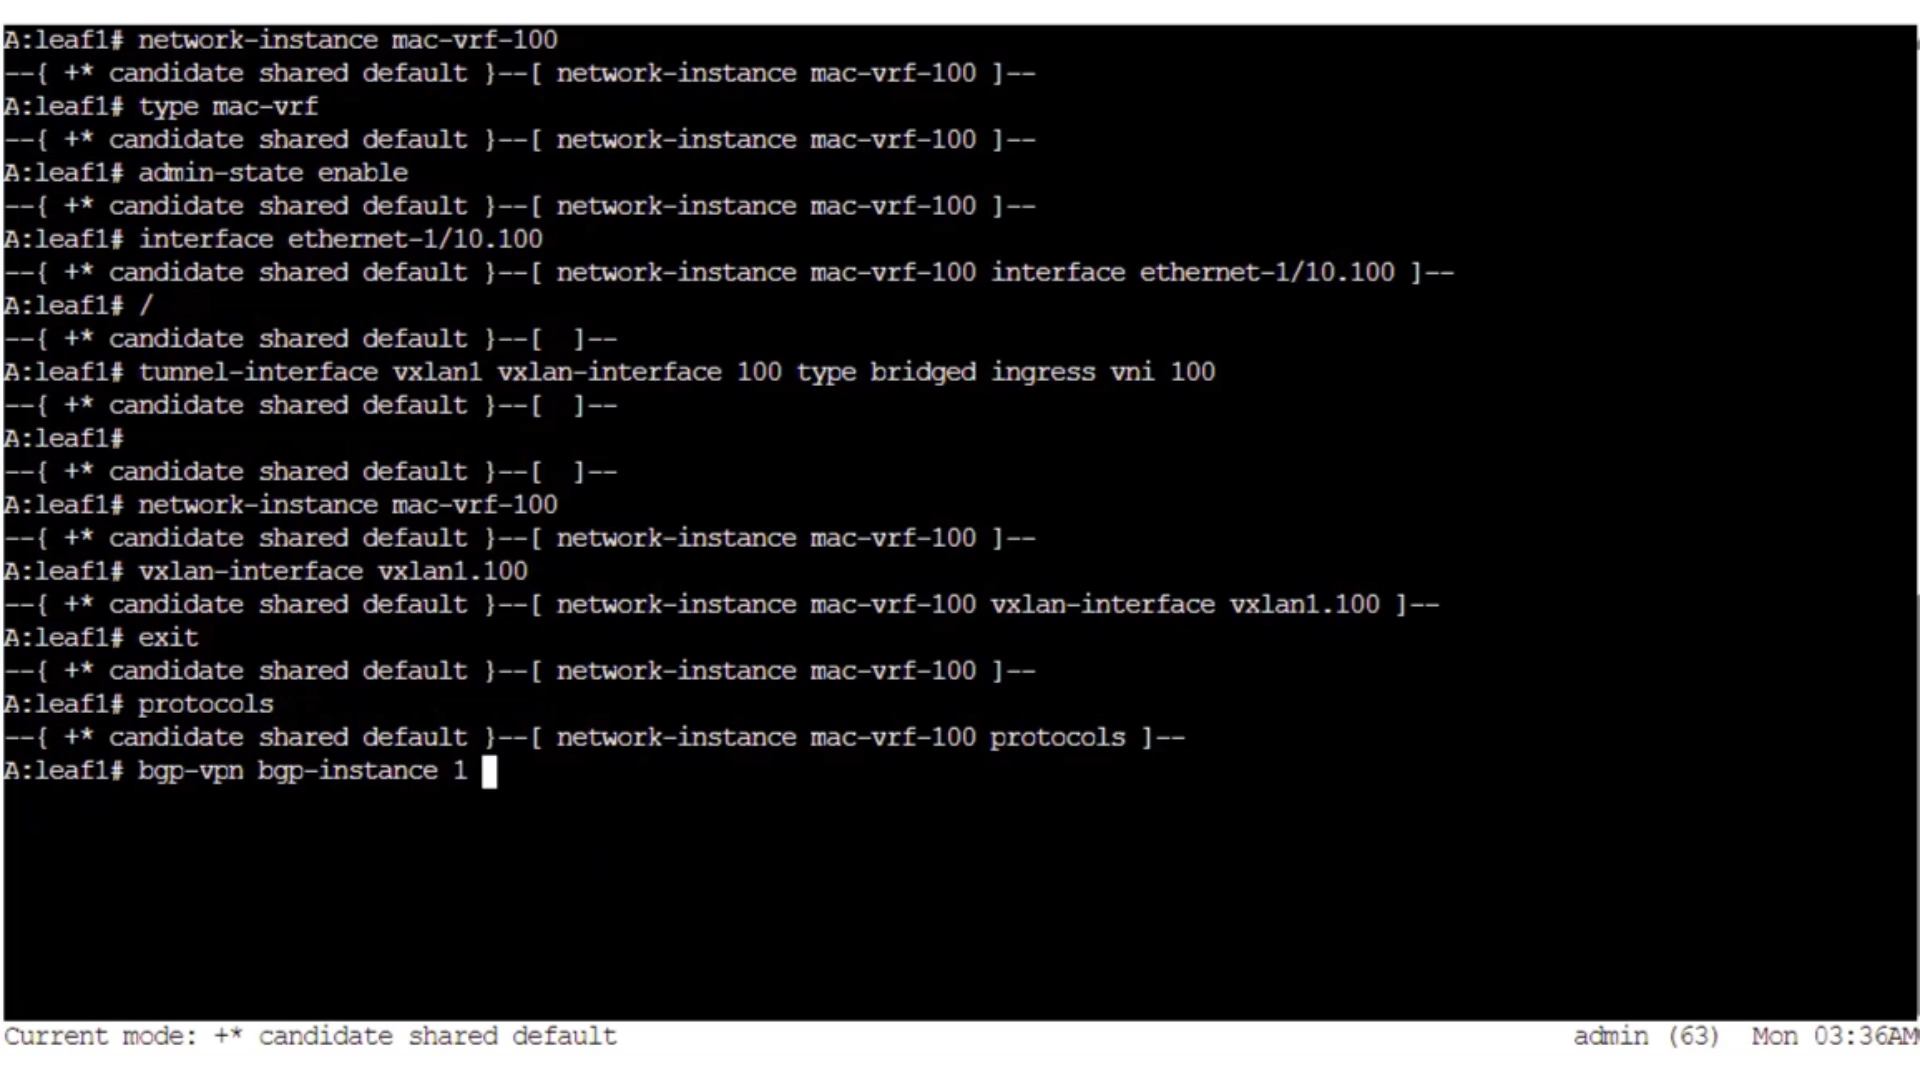 A:leaf1# network-instance mac-vrf-100
--{ +* candidate shared default }--[ network-instance mac-vrf-100 ]--
A:leaf1# type mac-vrf
--{ +* candidate shared default }--[ network-instance mac-vrf-100 ]--
A:leaf1# admin-state enable
--{ +* candidate shared default }--[ network-instance mac-vrf-100 ]--
A:leaf1# interface ethernet-1/10.100
--{ +* candidate shared default }--[ network-instance mac-vrf-100 interface ethernet-1/10.100 ]--
A:leaf1# /
--{ +* candidate shared default }--[  ]--
A:leaf1# tunnel-interface vxlan1 vxlan-interface 100 type bridged ingress vni 100
--{ +* candidate shared default }--[  ]--
A:leaf1#
--{ +* candidate shared default }--[  ]--
A:leaf1# network-instance mac-vrf-100
--{ +* candidate shared default }--[ network-instance mac-vrf-100 ]--
A:leaf1# vxlan-interface vxlan1.100
--{ +* candidate shared default }--[ network-instance mac-vrf-100 vxlan-interface vxlan1.100 ]--
A:leaf1# exit
--{ +* candidate shared default }--[ network-instance mac-vrf-100 ]--
A:leaf1# protocols
--{ +* candidate shared default }--[ network-instance mac-vrf-100 protocols ]--
A:leaf1# bgp-vpn bgp-instance 1
Current mode: +* candidate shared default admin (63) Mon 03:36AM